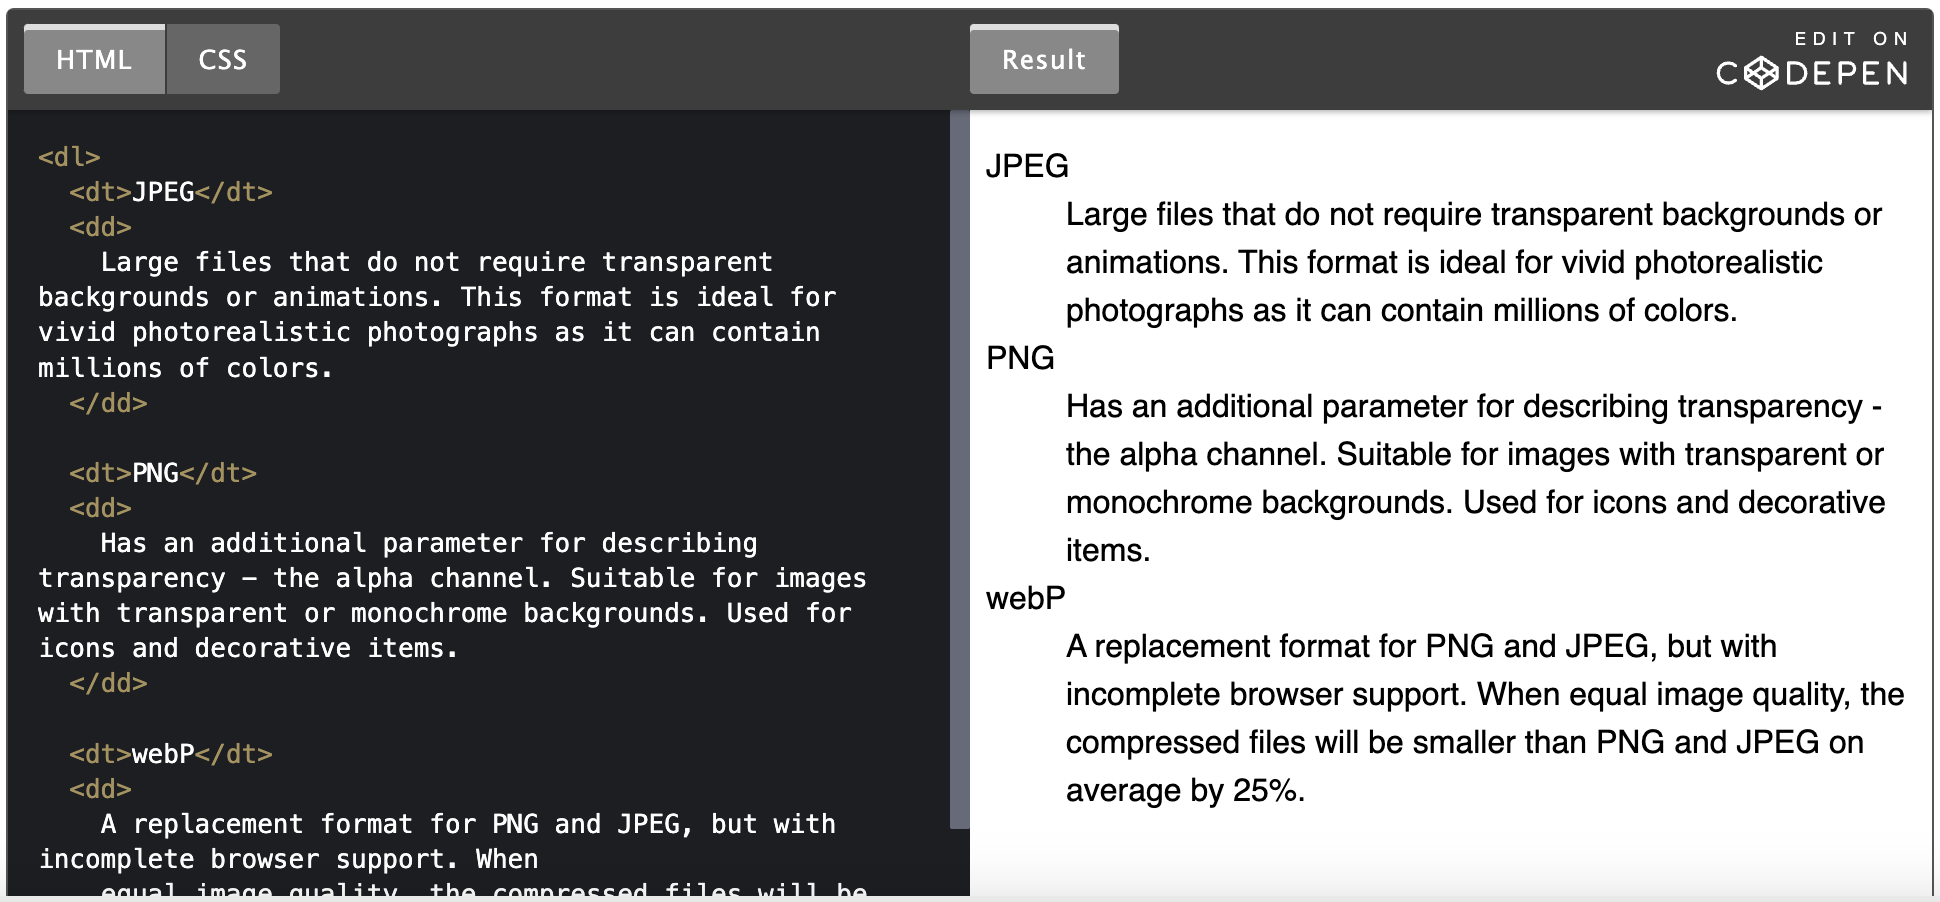 HTML
CSS
Result
EDIT ON
CODEPEN
<dl>
<dt>JPEG</dt>
<dd>
Large files that do not require transparent
backgrounds or animations. This format is ideal for
vivid photorealistic photographs as it can contain
millions of colors.
</dd>
<dt>PNG</dt>
<dd>
Has an additional parameter for describing
transparency – the alpha channel. Suitable for images
with transparent or monochrome backgrounds. Used for
icons and decorative items.
</dd>
<dt>webP</dt>
<dd>
A replacement format for PNG and JPEG, but with
incomplete browser support. When
equal image quality, the compressed files will be
JPEG
Large files that do not require transparent backgrounds or
animations. This format is ideal for vivid photorealistic
photographs as it can contain millions of colors.
PNG
Has an additional parameter for describing transparency -
the alpha channel. Suitable for images with transparent or
monochrome backgrounds. Used for icons and decorative
items.
webP
A replacement format for PNG and JPEG, but with
incomplete browser support. When equal image quality, the
compressed files will be smaller than PNG and JPEG on
average by 25%.